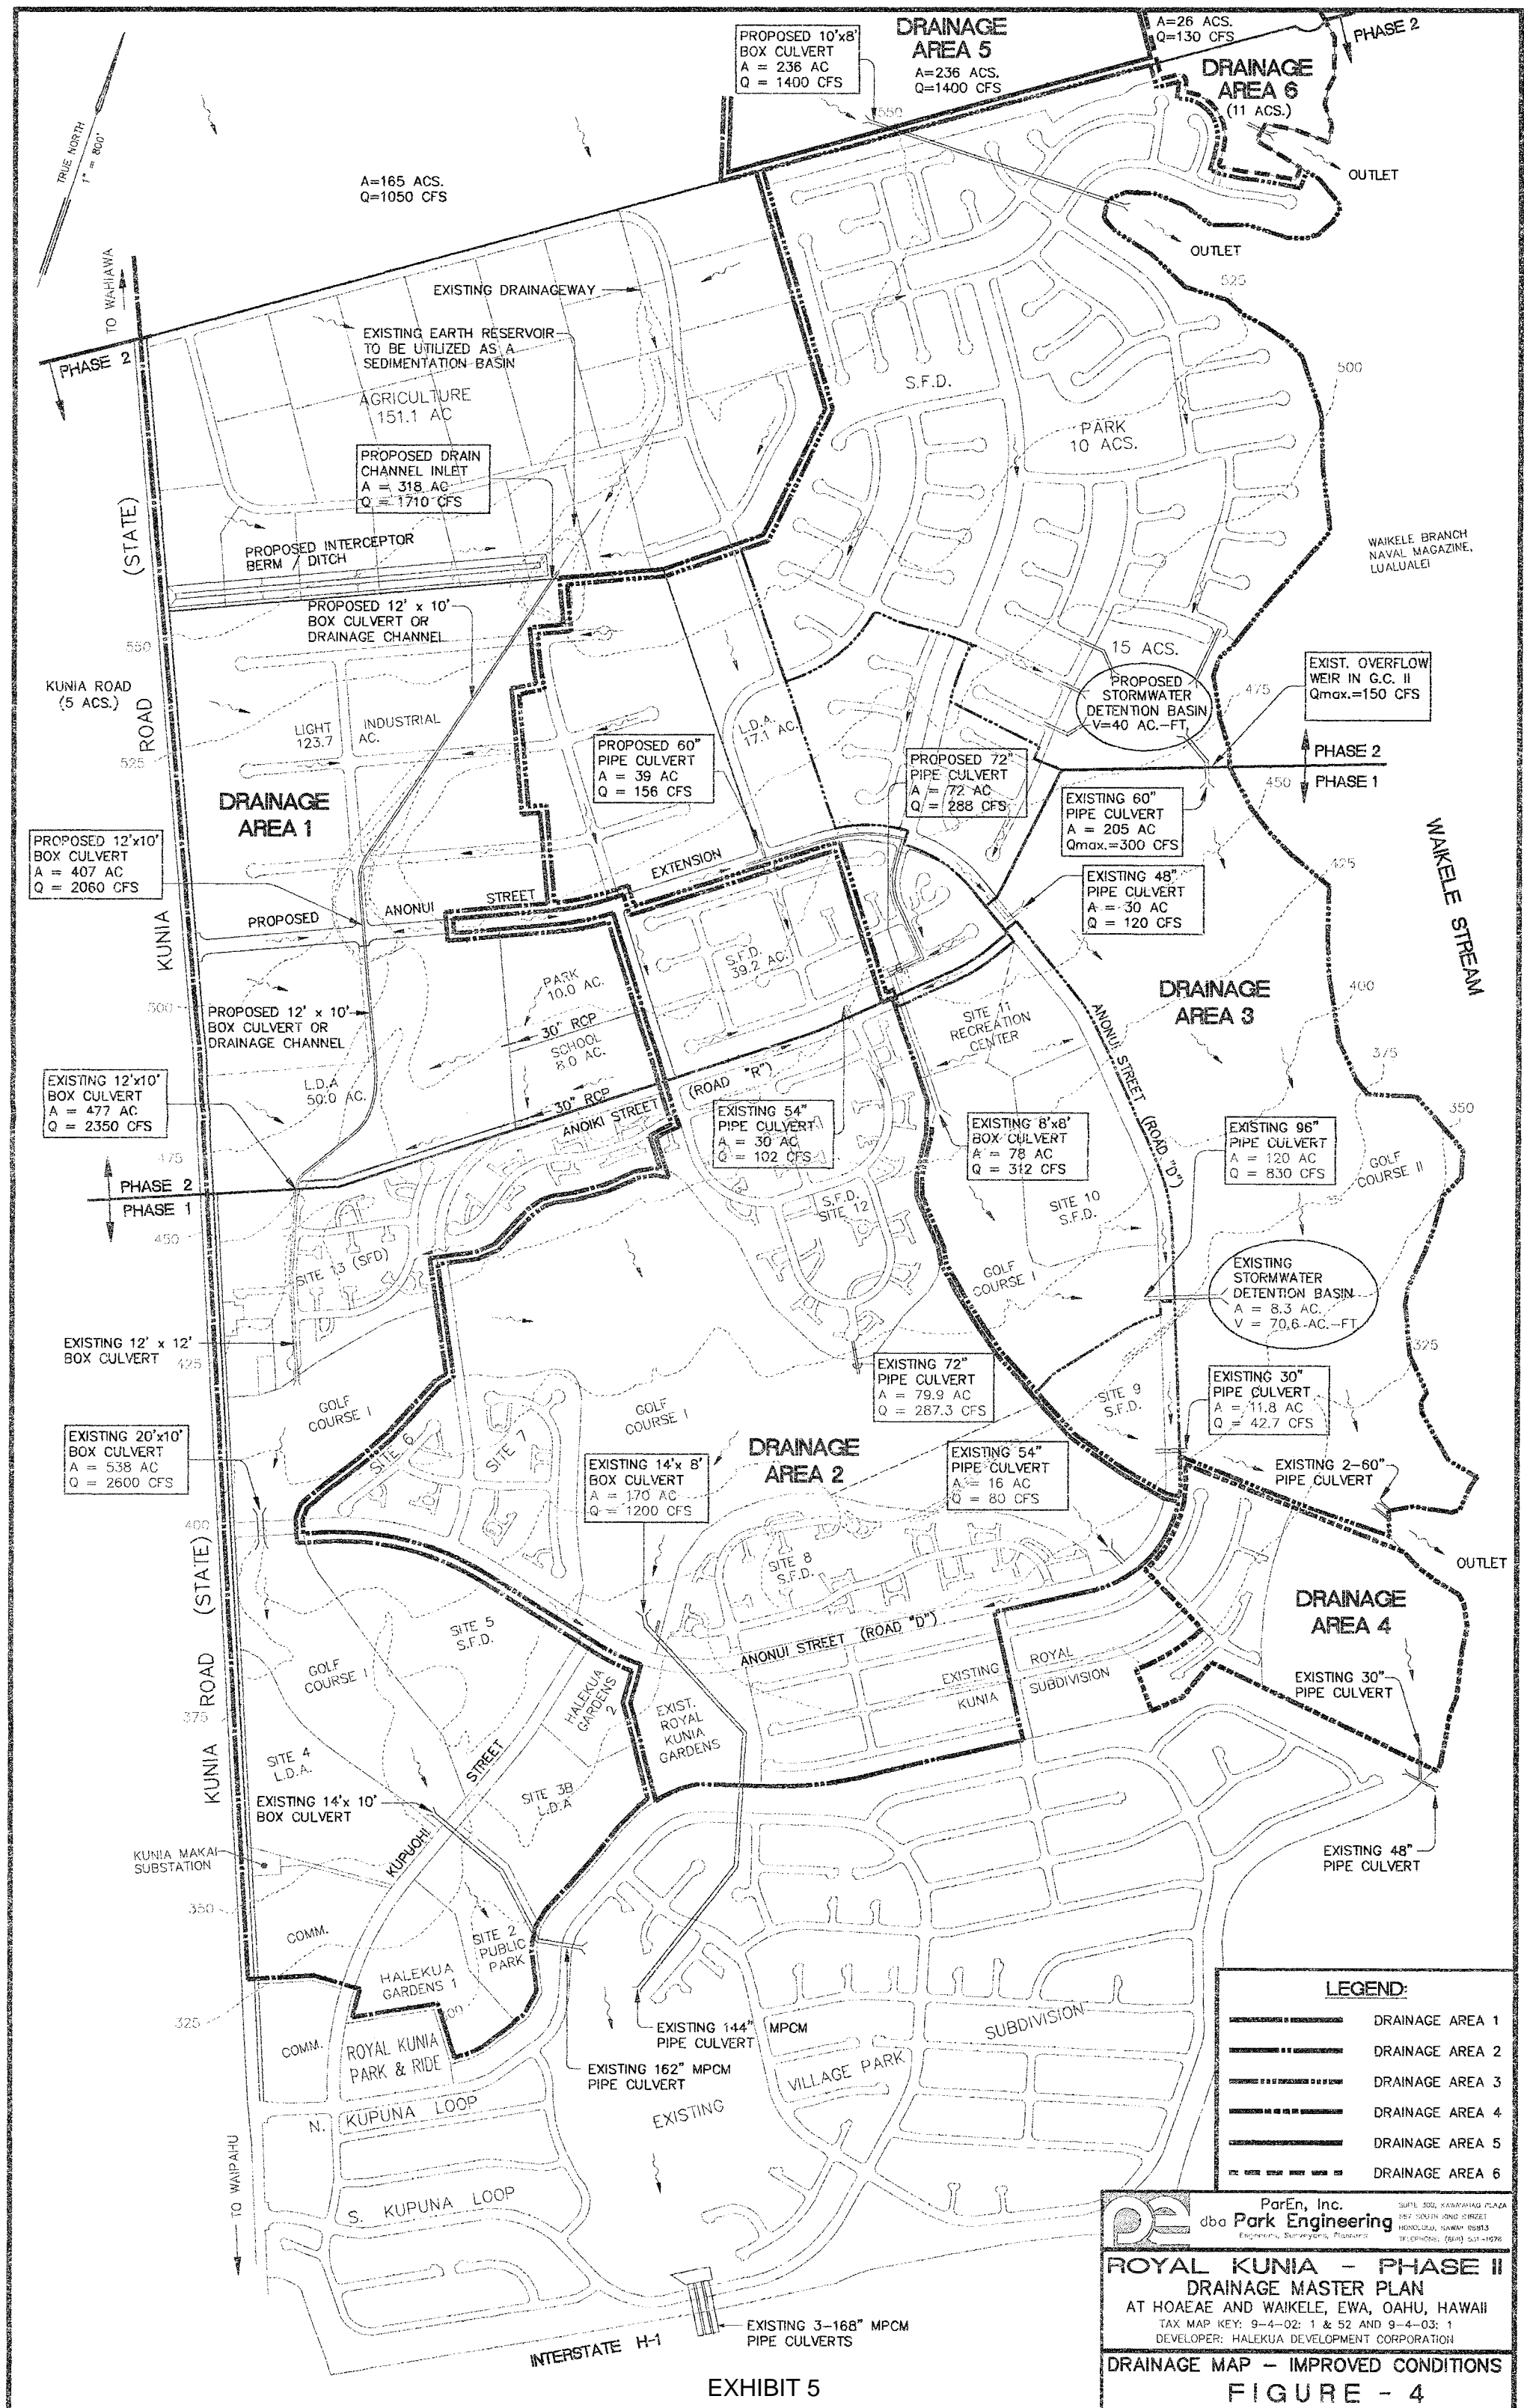 DRAINAGE
AREA 5
A=236 ACS.
Q=1400 CFS
A=26 ACS.
Q=130 CFS
PHASE 2
PROPOSED 10'x8'
BOX CULVERT
A = 236 AC
Q = 1400 CFS
DRAINAGE
AREA 6
(11 ACS.)
550
OUTLET
TRUE NORTH
1" = 800'
A=165 ACS.
Q=1050 CFS
OUTLET
525
TO WAHIAWA
EXISTING DRAINAGEWAY
EXISTING EARTH RESERVOIR
TO BE UTILIZED AS A
SEDIMENTATION BASIN
PHASE 2
AGRICULTURE
151.1 AC
S.F.D.
500
PARK
10 ACS.
PROPOSED DRAIN
CHANNEL INLET
A = 318 AC
Q = 1710 CFS
(STATE)
PROPOSED INTERCEPTOR
BERM / DITCH
WAIKELE BRANCH
NAVAL MAGAZINE,
LUALUALEI
PROPOSED 12' x 10'
BOX CULVERT OR
DRAINAGE CHANNEL
550
15 ACS.
KUNIA ROAD
(5 ACS.)
ROAD
PROPOSED
STORMWATER
DETENTION BASIN
V=40 AC.-FT.
475
EXIST. OVERFLOW
WEIR IN G.C. II
Qmax.=150 CFS
LIGHT
123.7
INDUSTRIAL
AC.
L.D.A.
17.1 AC.
PROPOSED 60"
PIPE CULVERT
A = 39 AC
Q = 156 CFS
525
PHASE 2
PHASE 1
450
PROPOSED 72"
PIPE CULVERT
A = 72 AC
Q = 288 CFS
EXISTING 60"
PIPE CULVERT
A = 205 AC
Qmax.=300 CFS
DRAINAGE
AREA 1
PROPOSED 12'x10'
BOX CULVERT
A = 407 AC
Q = 2060 CFS
WAIKELE STREAM
425
EXISTING 48"
PIPE CULVERT
A = 30 AC
Q = 120 CFS
PROPOSED
ANONUI
STREET
EXTENSION
KUNIA
S.F.D.
39.2 AC.
PARK
10.0 AC.
500
DRAINAGE
AREA 3
400
PROPOSED 12' x 10'
BOX CULVERT OR
DRAINAGE CHANNEL
30" RCP
SCHOOL
8.0 AC.
SITE 11
RECREATION
CENTER
ANONUI STREET
(ROAD "D")
375
EXISTING 12'x10'
BOX CULVERT
A = 477 AC
Q = 2350 CFS
L.D.A
50.0 AC.
30" RCP
ANOIKI STREET
(ROAD "R")
EXISTING 54"
PIPE CULVERT
A = 30 AC
Q = 102 CFS
EXISTING 8'x8'
BOX CULVERT
A = 78 AC
Q = 312 CFS
EXISTING 96"
PIPE CULVERT
A = 120 AC
Q = 830 CFS
350
GOLF
COURSE II
475
PHASE 2
PHASE 1
450
SITE 13 (SFD)
S.F.D.
SITE 12
SITE 10
S.F.D.
GOLF
COURSE I
EXISTING
STORMWATER
DETENTION BASIN
A = 8.3 AC.
V = 70.6 AC.-FT
EXISTING 12' x 12'
BOX CULVERT
425
325
EXISTING 72"
PIPE CULVERT
A = 79.9 AC
Q = 287.3 CFS
SITE 9
S.F.D.
EXISTING 30"
PIPE CULVERT
A = 11.8 AC
Q = 42.7 CFS
GOLF
COURSE I
SITE 6
SITE 7
GOLF
COURSE I
EXISTING 20'x10'
BOX CULVERT
A = 538 AC
Q = 2600 CFS
DRAINAGE
AREA 2
EXISTING 14'x 8'
BOX CULVERT
A = 170 AC
Q = 1200 CFS
EXISTING 54"
PIPE CULVERT
A = 16 AC
Q = 80 CFS
EXISTING 2-60"
PIPE CULVERT
OUTLET
400
SITE 8
S.F.D.
(STATE)
DRAINAGE
AREA 4
SITE 5
S.F.D.
ANONUI STREET (ROAD "D")
GOLF
COURSE I
HALEKUA
GARDENS
2
EXISTING
ROYAL
KUNIA
SUBDIVISION
EXISTING 30"
PIPE CULVERT
ROAD
375
EXIST.
ROYAL
KUNIA
GARDENS
SITE 4
L.D.A.
STREET
KUPUOHI
SITE 3B
L.D.A
KUNIA
EXISTING 14'x 10'
BOX CULVERT
KUNIA MAKAI
SUBSTATION
EXISTING 48"
PIPE CULVERT
350
COMM.
SITE 2
PUBLIC
PARK
HALEKUA
GARDENS 1
325
COMM.
ROYAL KUNIA
PARK & RIDE
EXISTING 144" MPCM
PIPE CULVERT
EXISTING 162" MPCM
PIPE CULVERT
VILLAGE PARK
SUBDIVISION
EXISTING
N. KUPUNA LOOP
TO WAIPAHU
S. KUPUNA LOOP
INTERSTATE H-1
EXISTING 3-168" MPCM
PIPE CULVERTS
LEGEND:
DRAINAGE AREA 1
DRAINAGE AREA 2
DRAINAGE AREA 3
DRAINAGE AREA 4
DRAINAGE AREA 5
DRAINAGE AREA 6
ParEn, Inc.
dba Park Engineering
Engineers, Surveyors, Planners
HONOLULU, HAWAII 96813
ROYAL KUNIA - PHASE II
DRAINAGE MASTER PLAN
AT HOAEAE AND WAIKELE, EWA, OAHU, HAWAII
TAX MAP KEY: 9-4-02: 1 & 52 AND 9-4-03: 1
DEVELOPER: HALEKUA DEVELOPMENT CORPORATION
DRAINAGE MAP - IMPROVED CONDITIONS
FIGURE - 4
EXHIBIT 5